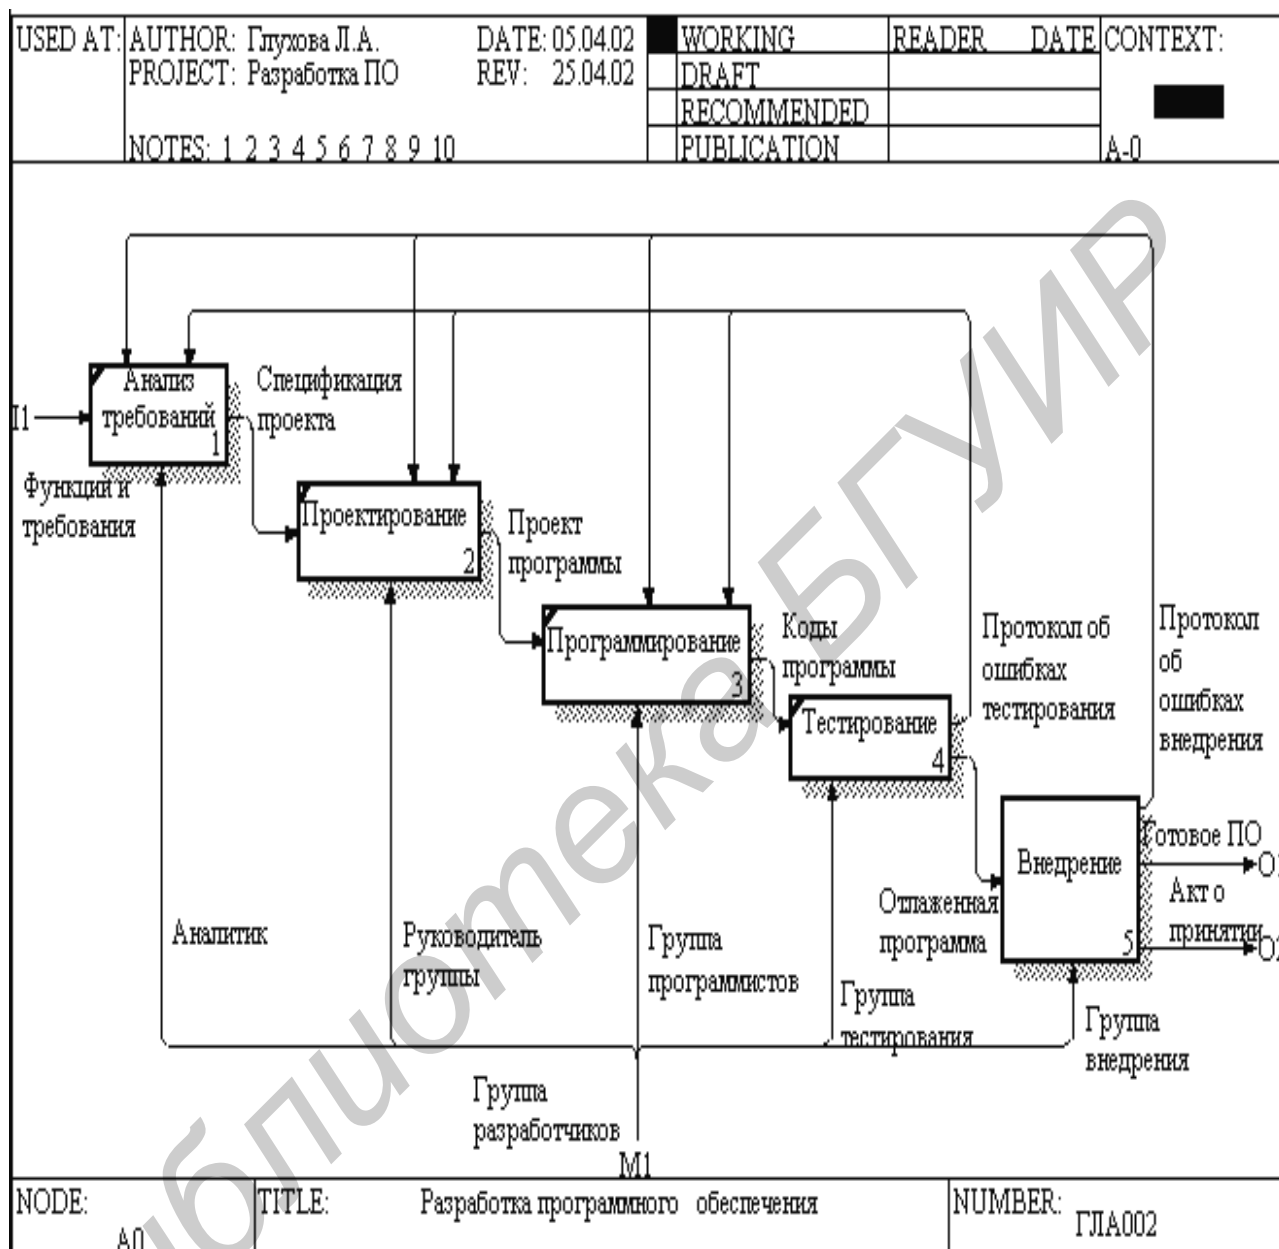 USED AT:
AUTHOR: Глухова Л.А.
DATE: 05.04.02
PROJECT: Разработка ПО
REV: 25.04.02
NOTES: 1 2 3 4 5 6 7 8 9 10
WORKING
DRAFT
RECOMMENDED
PUBLICATION
READER DATE
CONTEXT:
A-0
I1
Функции и
требования
Анализ
требований
1
Спецификация
проекта
Проектирование
2
Проект
программы
Программирование
3
Коды
программы
Тестирование
4
Протокол об
ошибках
тестирования
Протокол
об
ошибках
внедрения
Отлаженная
программа
Внедрение
5
Готовое ПО
O1
Акт о
принятии
O2
Аналитик
Руководитель
группы
Группа
программистов
Группа
тестирования
Группа
внедрения
Группа
разработчиков
M1
NODE:
A0
TITLE:
Разработка программного обеспечения
NUMBER:
ГЛА002
блиотека БГУИР